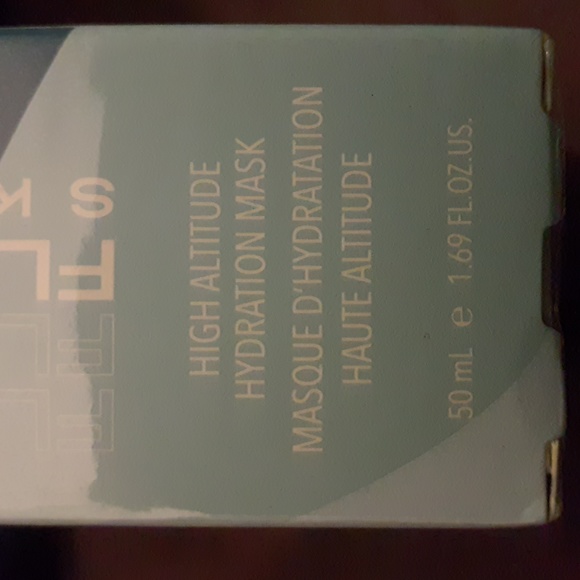 HIGH ALTITUDE
HYDRATION MASK
MASQUE D'HYDRATATION
HAUTE ALTITUDE
50 mL e 1.69 FL.OZ.US.